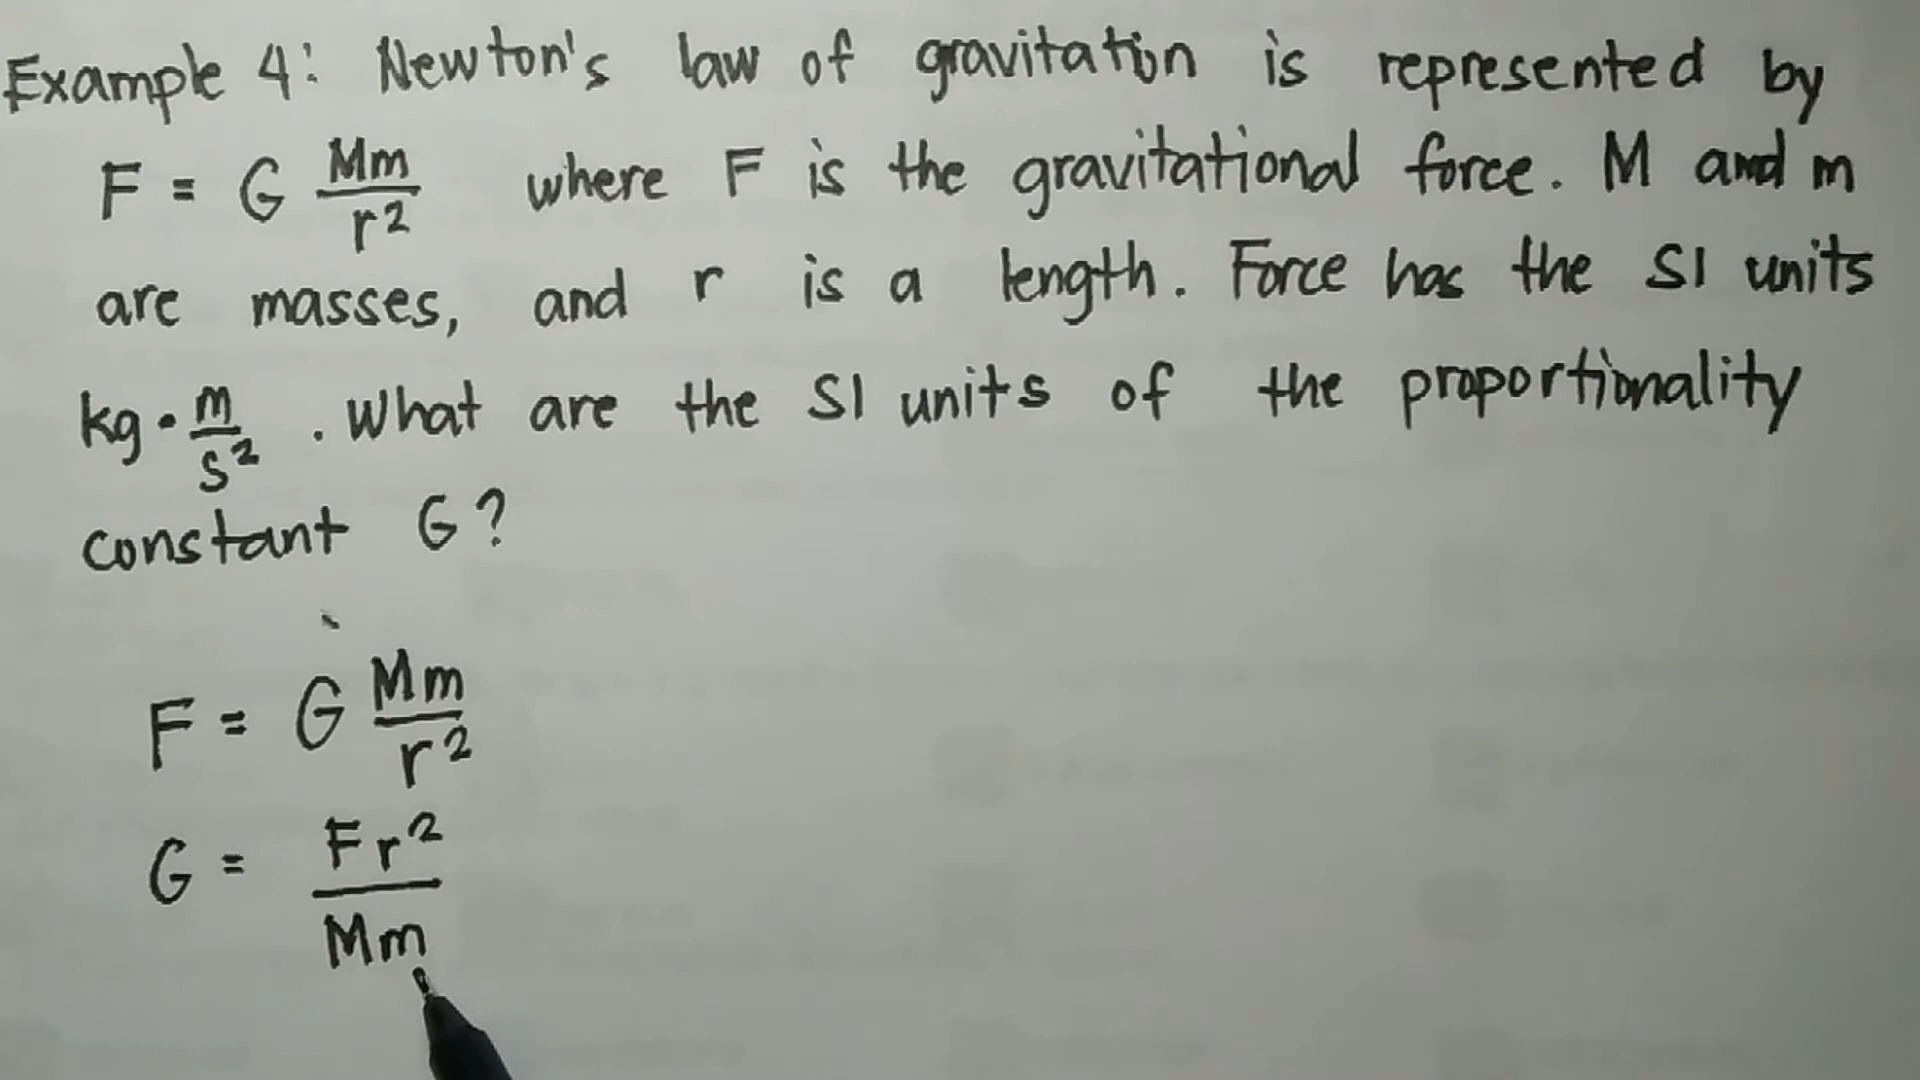 Example 4: Newton's law of gravitation is represented by
F = G Mm/r² where F is the gravitational force. M and m
are masses, and r is a length. Force has the SI units
kg · m/s² . What are the SI units of the proportionality
constant G?
F = G Mm/r²
G = Fr²/Mm